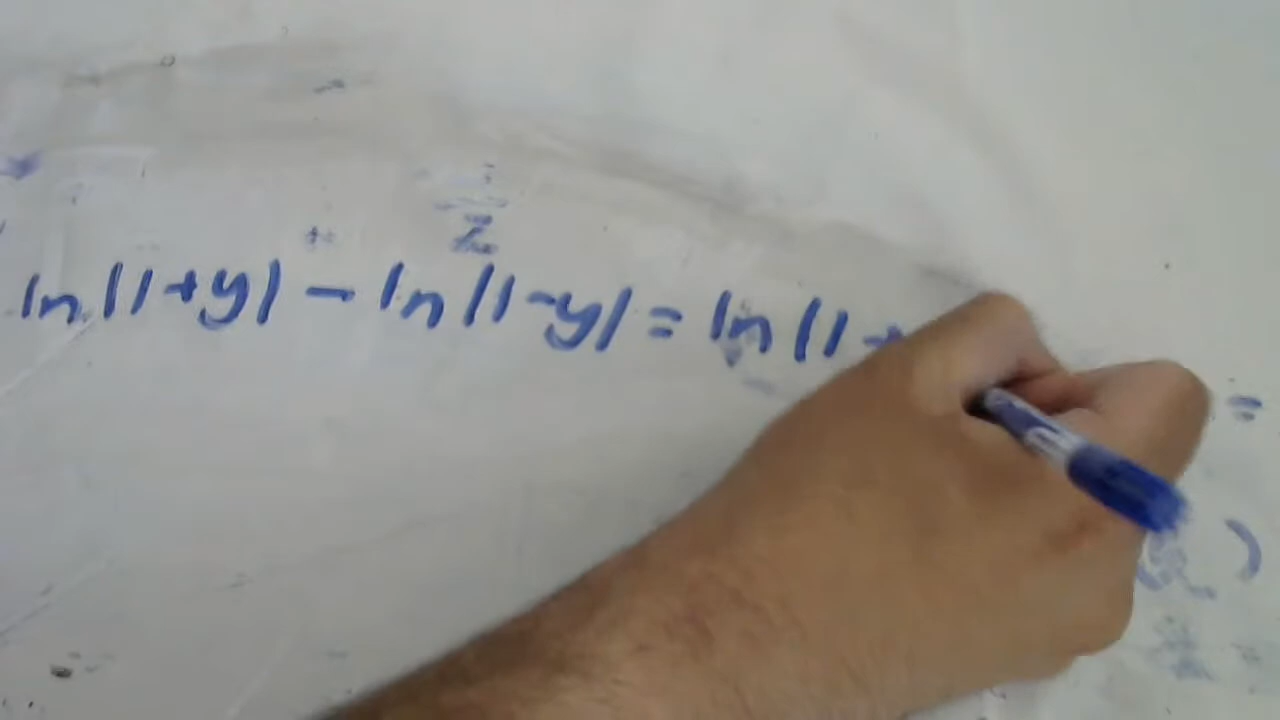 ln|1+y| - ln|1-y| = ln|1+
=